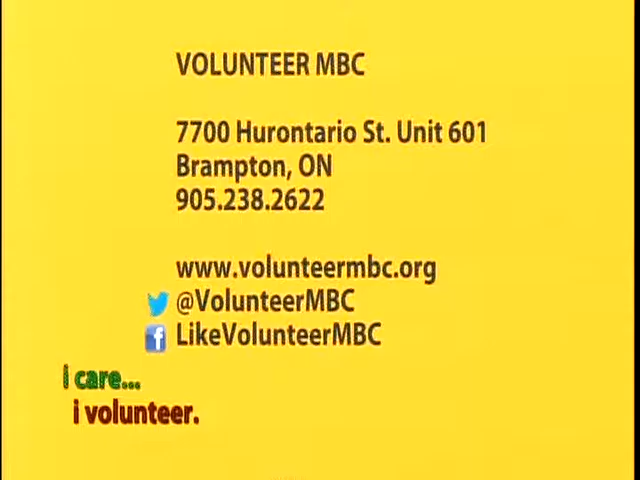 VOLUNTEER MBC
7700 Hurontario St. Unit 601
Brampton, ON
905.238.2622
www.volunteermbc.org
@VolunteerMBC
LikeVolunteerMBC
i care...
i volunteer.